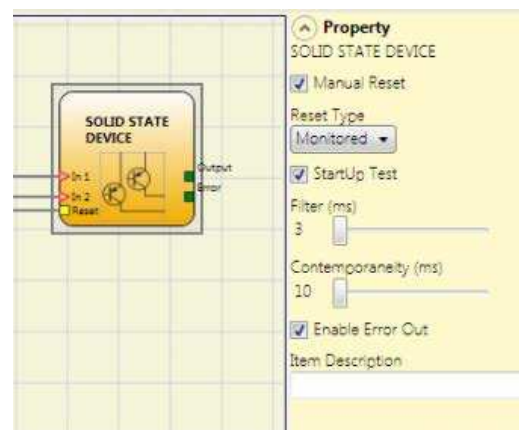 SOLID STATE
DEVICE
In 1
In 2
Reset
Output
Error
Property
SOLID STATE DEVICE
Manual Reset
Reset Type
Monitored
StartUp Test
Filter (ms)
3
Contemporaneity (ms)
10
Enable Error Out
Item Description